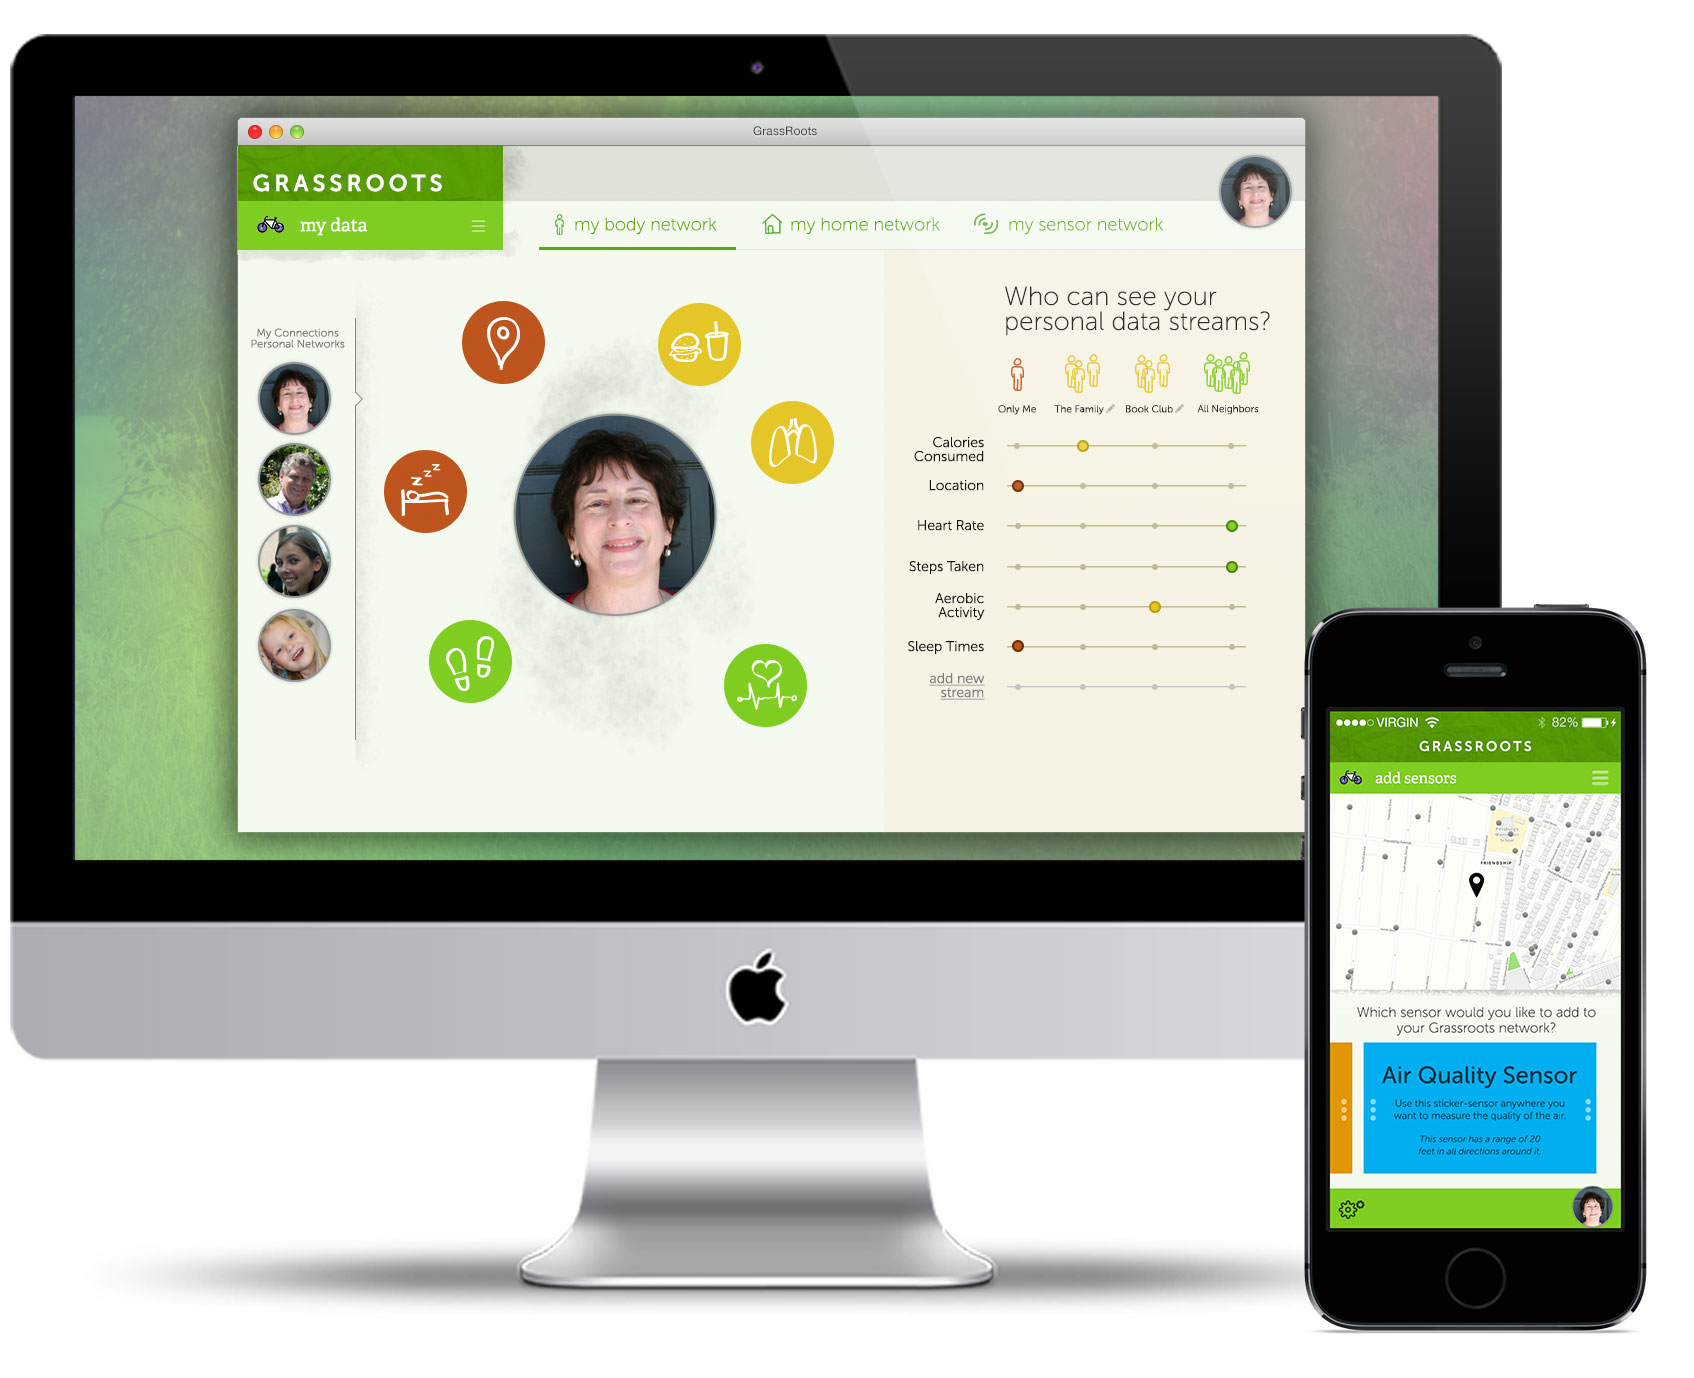 GrassRoots
GRASSROOTS
my data
my body network
my home network
my sensor network
My Connections
Personal Networks
z z z
Who can see your
personal data streams?
Only Me
The Family
Book Club
All Neighbors
Calories
Consumed
Location
Heart Rate
Steps Taken
Aerobic
Activity
Sleep Times
add new
stream
VIRGIN
82%
GRASSROOTS
add sensors
FRIENDSHIP
Which sensor would you like to add to
your Grassroots network?
Air Quality Sensor
Use this sticker-sensor anywhere you
want to measure the quality of the air.
This sensor has a range of 20
feet in all directions around it.